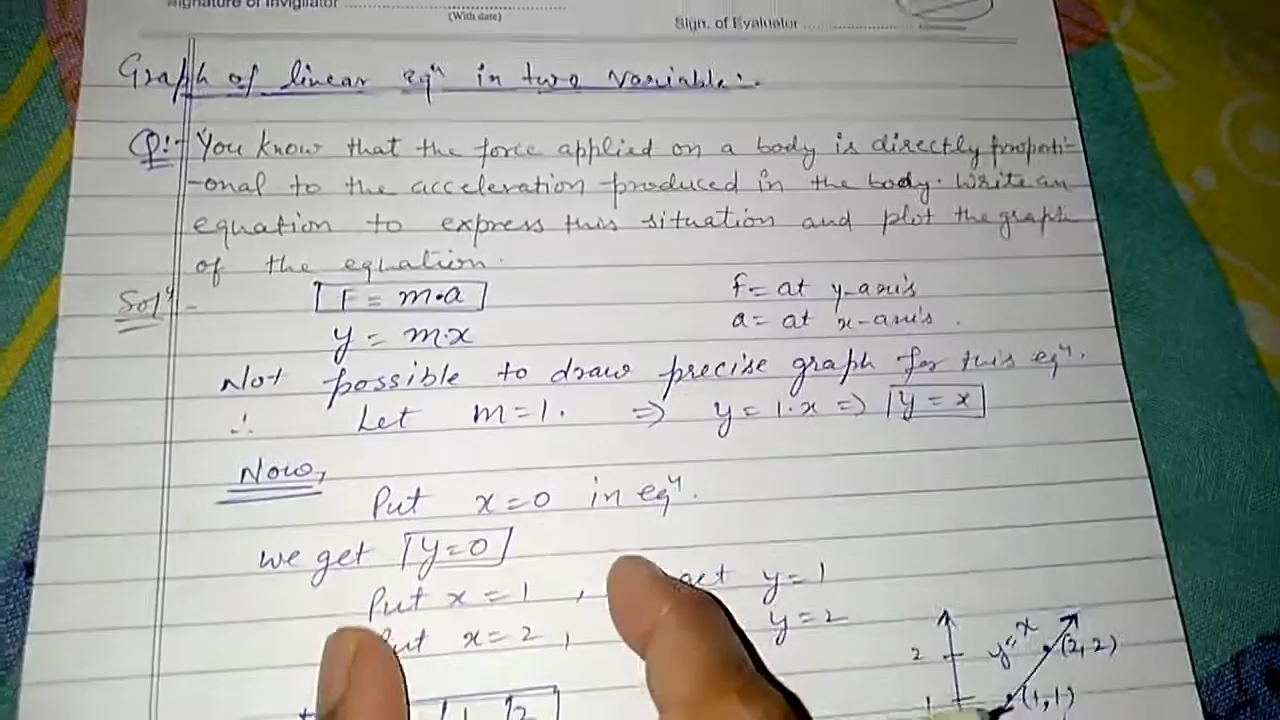 Signature of Invigilator ..........
(With date)
Sign. of Evaluator ..........
Graph of linear eqn in two variable:-
Q:- You know that the force applied on a body is directly proporti-
-onal to the acceleration produced in the body. Write an
equation to express this situation and plot the graph
of the equation.
Soln - F = m·a
f = at y-axis
y = m·x
a = at x-axis.
Not possible to draw precise graph for this eqn.
∴ Let m=1. => y = 1·x => y = x
Now,
Put x=0 in eqn.
we get y=0
Put x=1, get y=1
Put x=2, y=2
2 y=x (2,2)
1 (1,1)
1 2